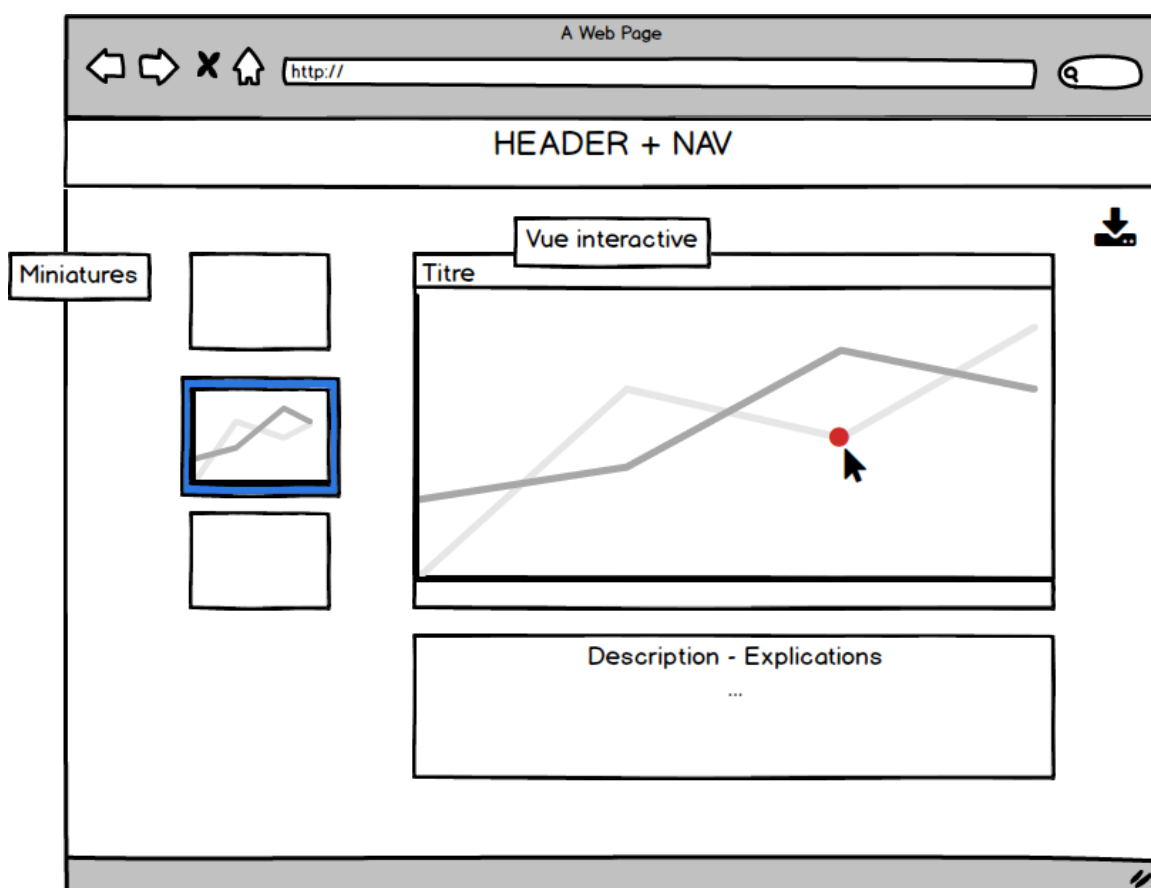 A Web Page
http://
HEADER + NAV
Vue interactive
Miniatures
Titre
Description - Explications
...